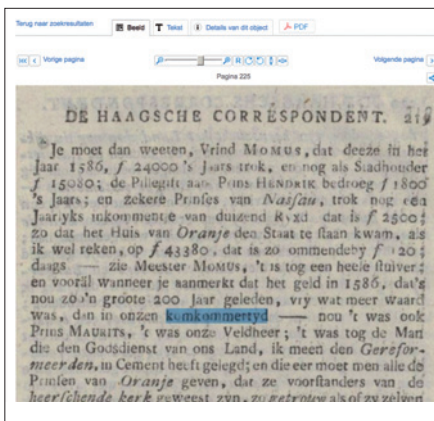 Terug naar zoekresultaten
Beeld
Tekst
Details van dit object
PDF
Vorige pagina
Volgende pagina
Pagina 225
DE HAAGSCHE CORRESPONDENT. 219
Je moet dan weeten, Vrind MOMUS, dat deeze in het
Jaar 1586, ƒ 24000 's Jaars trok, en nog als Stadhouder
ƒ 15080; de Pillegift aan Prins HENDRIK bedroeg ƒ 1800
's Jaars; en zekere Prinſes van Naſſau, trok nog een
Jaarlyks inkommentje van duizend Ryxd dat is ƒ 2500;
zo dat het Huis van Oranje den Staat te ſtaan kwam, als
ik wel reken, op ƒ 43380, dat is zo ommendeby ƒ 120;
daags — zie Meester MOMUS, 't is tog een heele ſtuiver;
en vooräl wanneer je aanmerkt dat het geld in 1586, dat's
nou zo'n groote 200 Jaar geleden, vry wat meer waard
was, dan in onzen komkommertyd — nou 't was ook
Prins MAURITS, 't was onze Veldheer; 't was tog de Man
die den Godsdienst van ons Land, ik meen den Gerefor-
meerden, in Cement heeft gelegd; en die eer moet men alle de
Prinſen van Oranje geven, dat ze voorſtanders van de
heerſchende kerk geweest zyn, zo getroten als of zy zelven